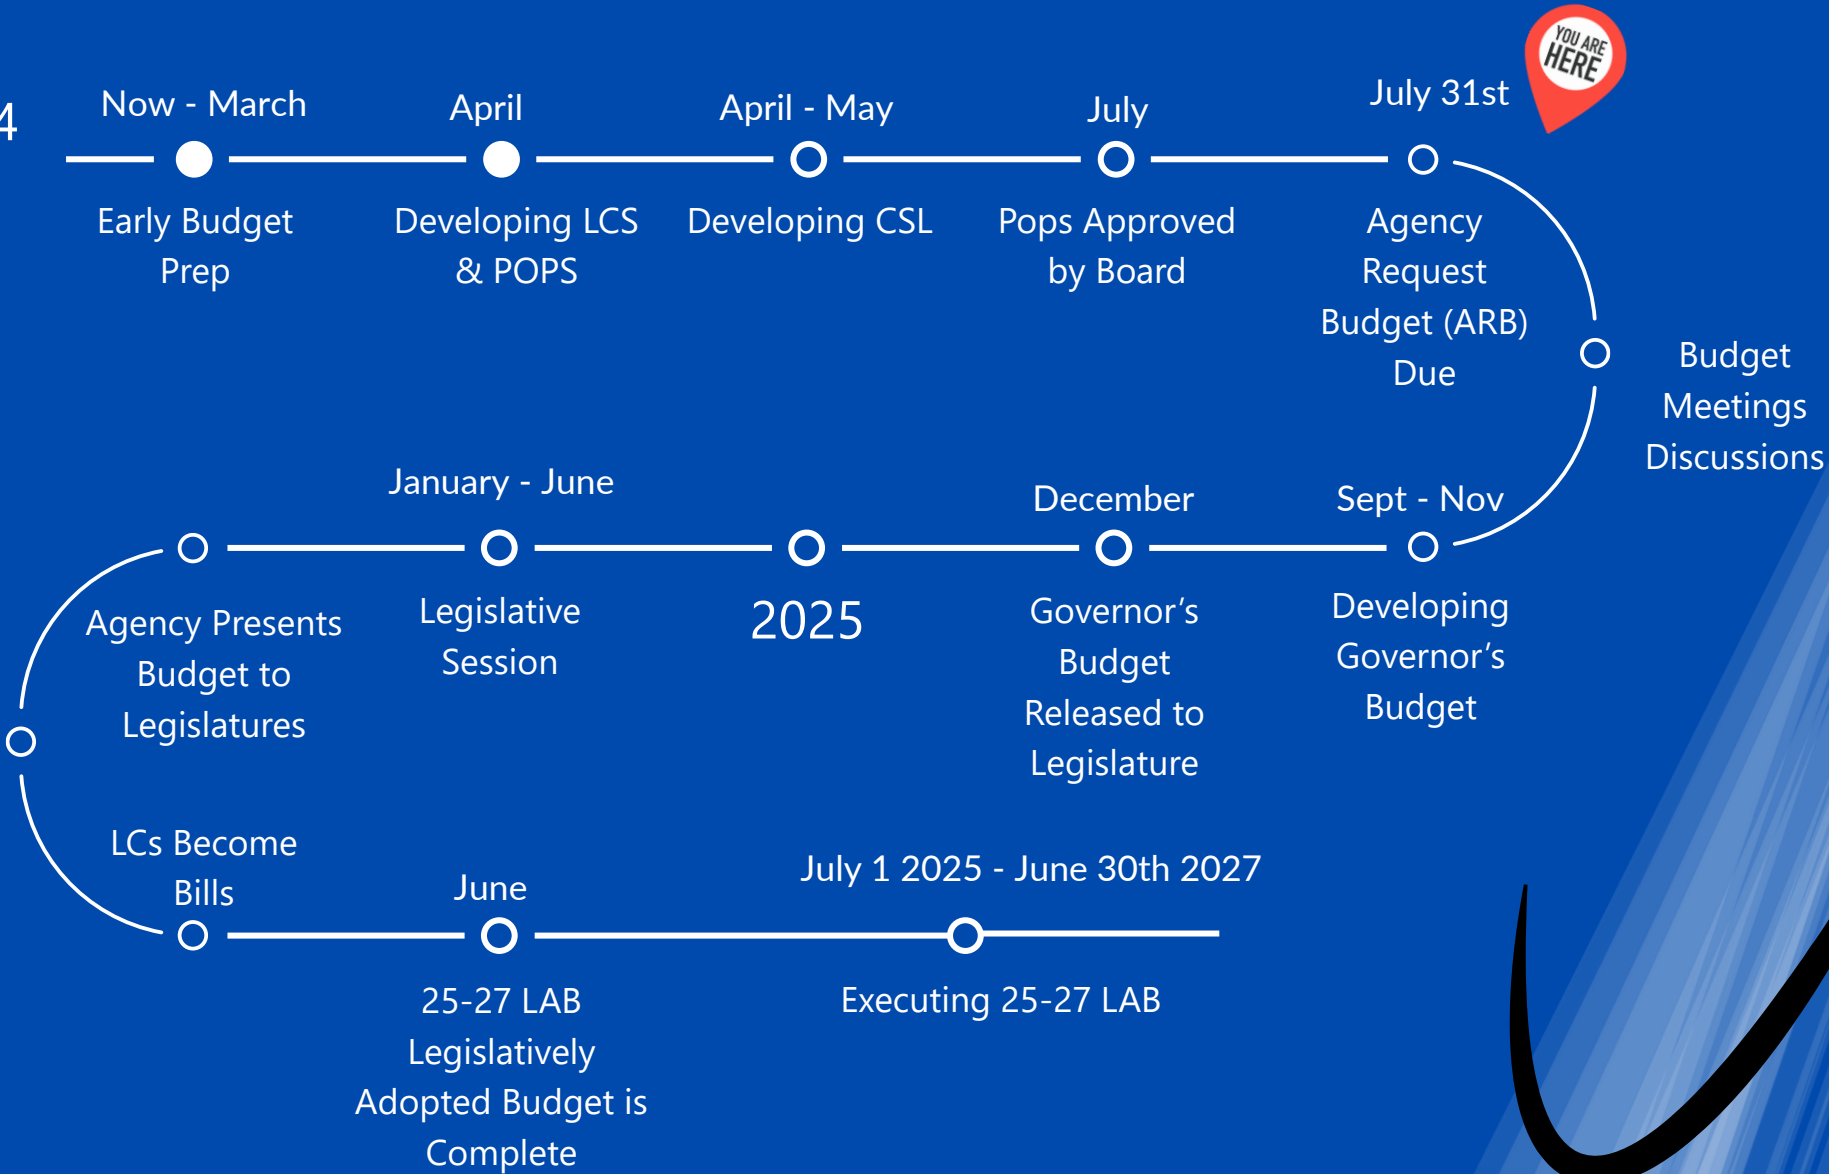 4
Now - March
Early Budget
Prep
April
Developing LCS
& POPS
April - May
Developing CSL
July
Pops Approved
by Board
July 31st
YOU ARE
HERE
Agency
Request
Budget (ARB)
Due
Budget
Meetings
Discussions
Sept - Nov
Developing
Governor's
Budget
December
Governor's
Budget
Released to
Legislature
2025
January - June
Legislative
Session
Agency Presents
Budget to
Legislatures
LCs Become
Bills
June
25-27 LAB
Legislatively
Adopted Budget is
Complete
July 1 2025 - June 30th 2027
Executing 25-27 LAB